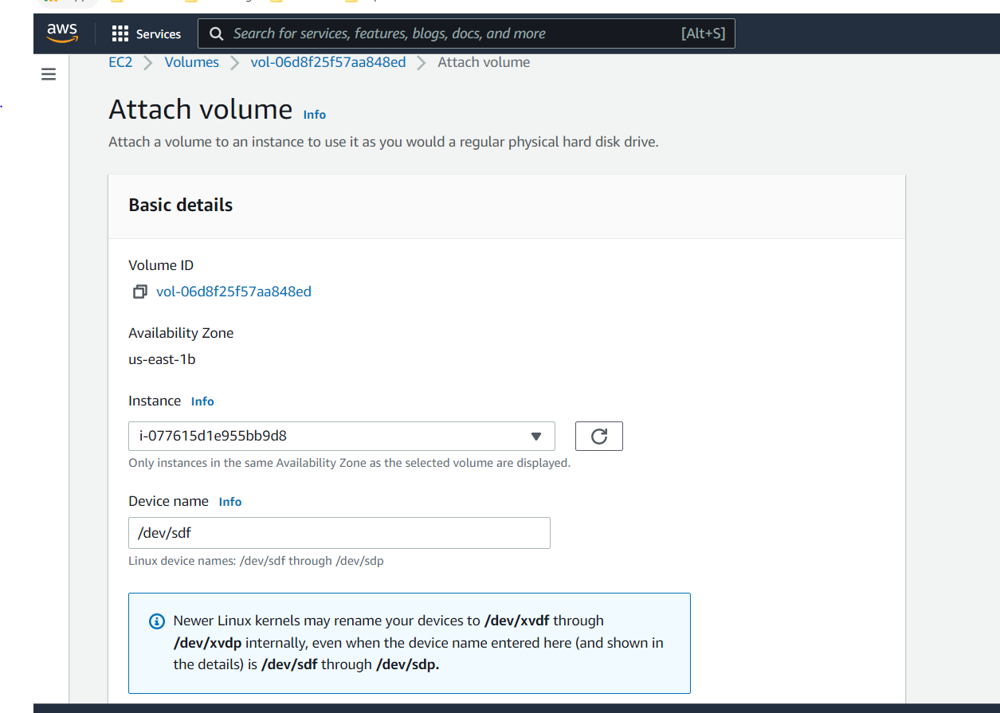 aws
Services
Search for services, features, blogs, docs, and more
[Alt+S]
EC2
Volumes
vol-06d8f25f57aa848ed
Attach volume
Attach volume Info
Attach a volume to an instance to use it as you would a regular physical hard disk drive.
Basic details
Volume ID
vol-06d8f25f57aa848ed
Availability Zone
us-east-1b
Instance Info
i-077615d1e955bb9d8
Only instances in the same Availability Zone as the selected volume are displayed.
Device name Info
/dev/sdf
Linux device names: /dev/sdf through /dev/sdp
Newer Linux kernels may rename your devices to /dev/xvdf through
/dev/xvdp internally, even when the device name entered here (and shown in
the details) is /dev/sdf through /dev/sdp.